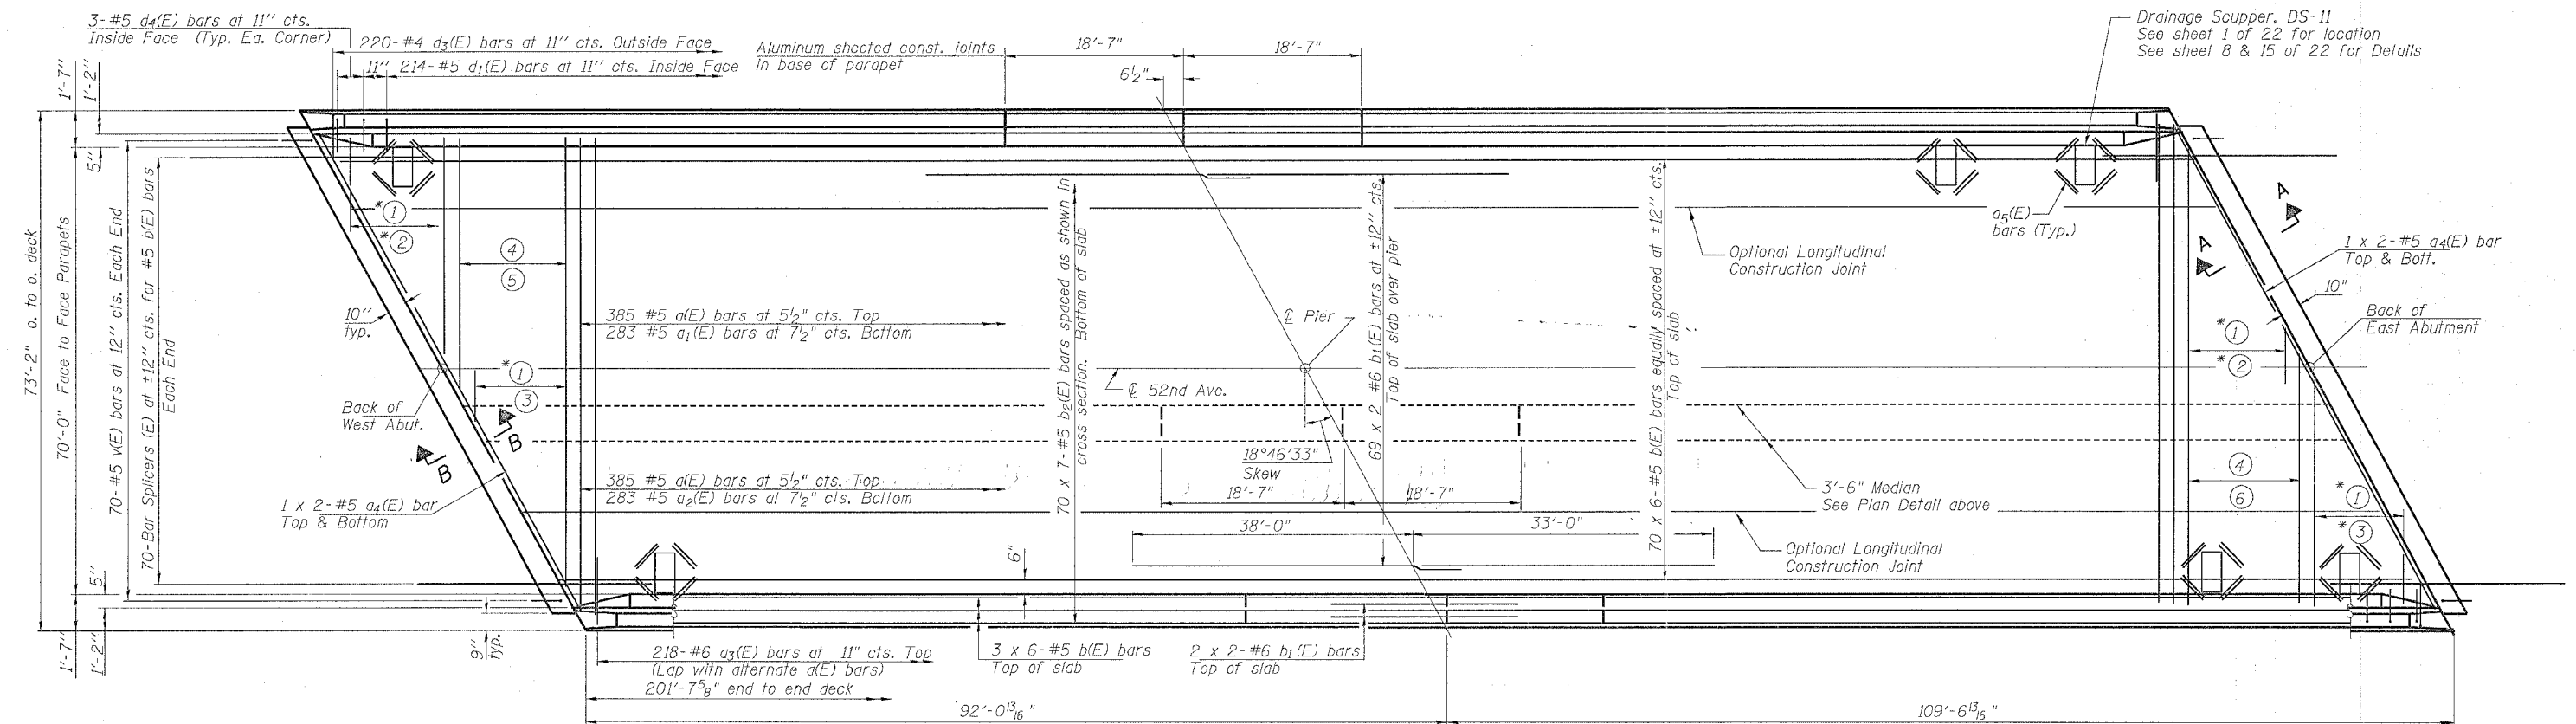 3-#5 d4(E) bars at 11" cts.
Inside Face (Typ. Ea. Corner)
220-#4 d3(E) bars at 11" cts. Outside Face
11"
214-#5 d1(E) bars at 11" cts. Inside Face
Aluminum sheeted const. joints
in base of parapet
18'-7"
18'-7"
6½"
Drainage Scupper, DS-11
See sheet 1 of 22 for location
See sheet 8 & 15 of 22 for Details
1'-7"
1'-2"
5"
73'-2" o. to o. deck
70'-0" Face to Face Parapets
70-#5 v(E) bars at 12" cts. Each End
70-Bar Splicers (E) at ±12" cts. for #5 b(E) bars
Each End
*1
*2
4
5
10"
typ.
385 #5 a(E) bars at 5½" cts. Top
283 #5 a1(E) bars at 7½" cts. Bottom
*1
3
Back of
West Abut.
B
B
1 x 2-#5 a4(E) bar
Top & Bottom
385 #5 a(E) bars at 5½" cts. Top
283 #5 a2(E) bars at 7½" cts. Bottom
70 x 7-#5 b2(E) bars spaced as shown in
cross section. Bottom of slab
℄ Pier
℄ 52nd Ave.
18°46'33"
Skew
18'-7"
18'-7"
38'-0"
33'-0"
69 x 2-#6 b1(E) bars at ±12" cts.
Top of slab over pier
70 x 6-#5 b(E) bars equally spaced at ±12" cts.
Top of slab
Optional Longitudinal
Construction Joint
a5(E)
bars (Typ.)
A
A
1 x 2-#5 a4(E) bar
Top & Bott.
10"
Back of
East Abutment
*1
*2
4
6
*1
*3
3'-6" Median
See Plan Detail above
Optional Longitudinal
Construction Joint
6"
5"
1'-7"
1'-2"
9"
typ.
218-#6 a3(E) bars at 11" cts. Top
(Lap with alternate a(E) bars)
201'-7⅝" end to end deck
3 x 6-#5 b(E) bars
Top of slab
2 x 2-#6 b1(E) bars
Top of slab
92'-0 13/16"
109'-6 13/16"